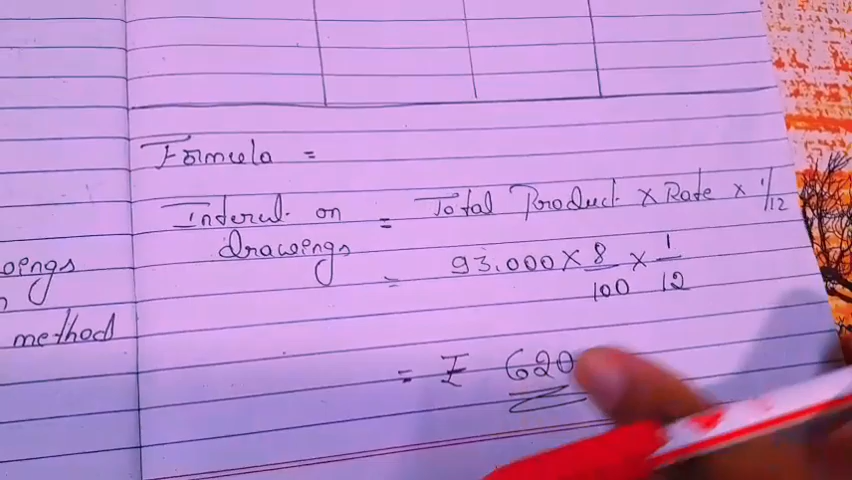 Formula =
Interest on drawings = Total Product × Rate × 1/12
= 93,000 × 8/100 × 1/12
method
= ₹ 620